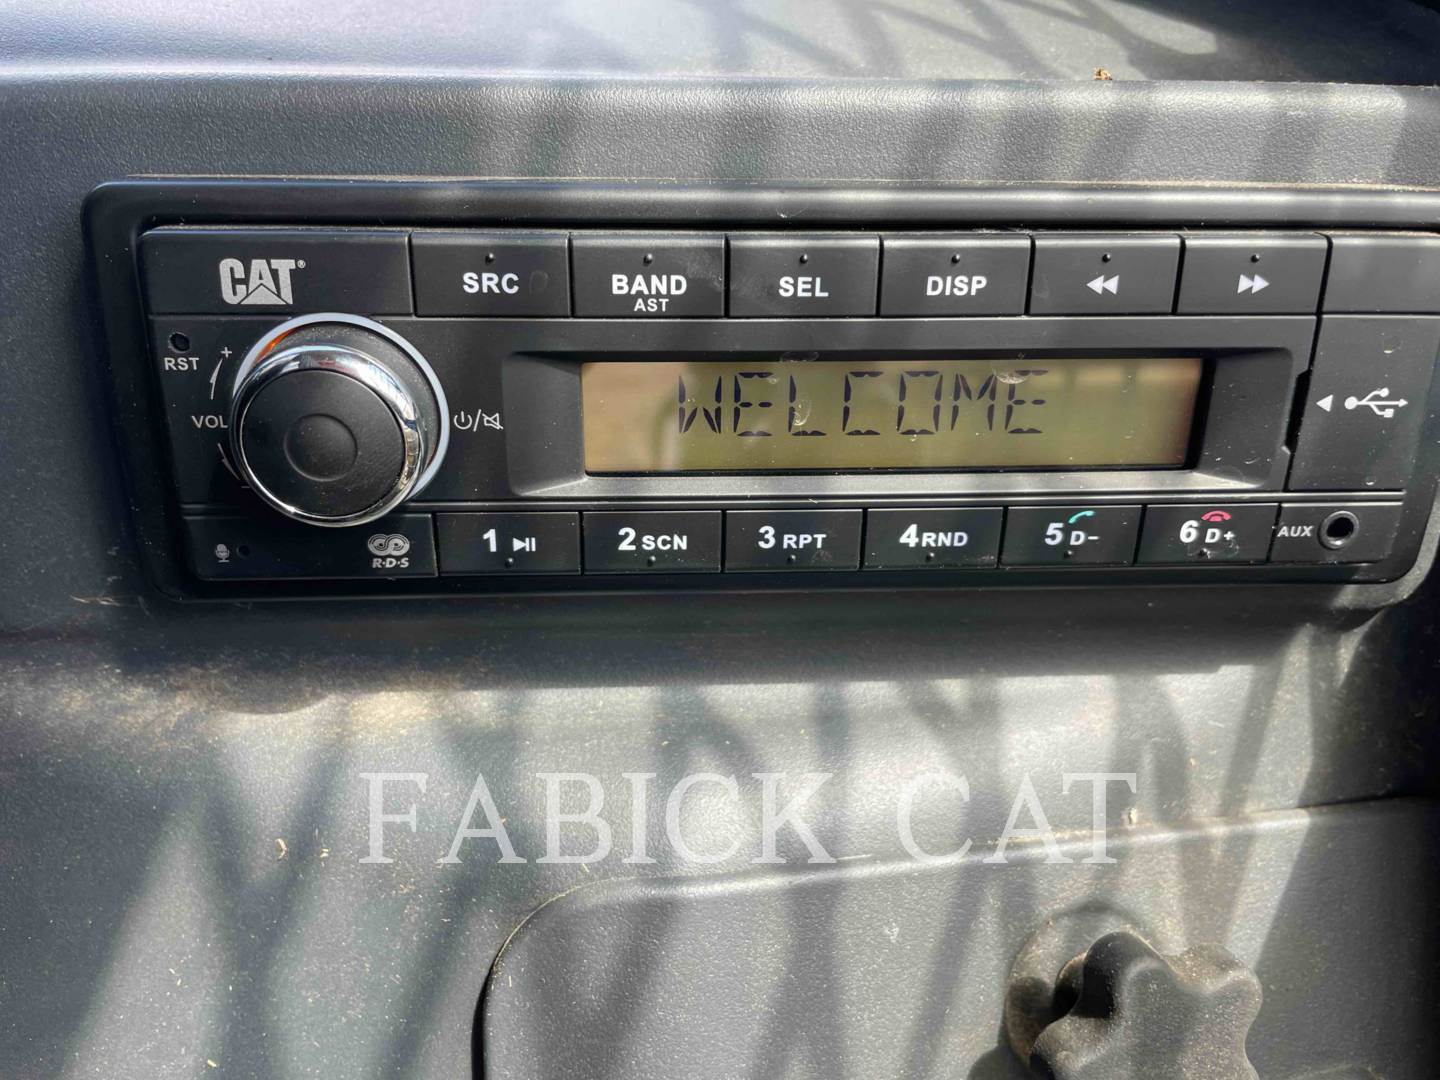 CAT®
SRC
BAND
AST
SEL
DISP
RST
+
VOL
-
WELCOME
R·D·S
1
2 SCN
3 RPT
4 RND
5 D-
6 D+
AUX
FABICK CAT